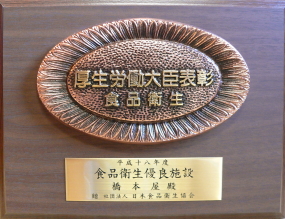 厚生労働大臣表彰
食品衛生
平成十八年度
食品衛生優良施設
橋本屋殿
贈 社団法人 日本食品衛生協会